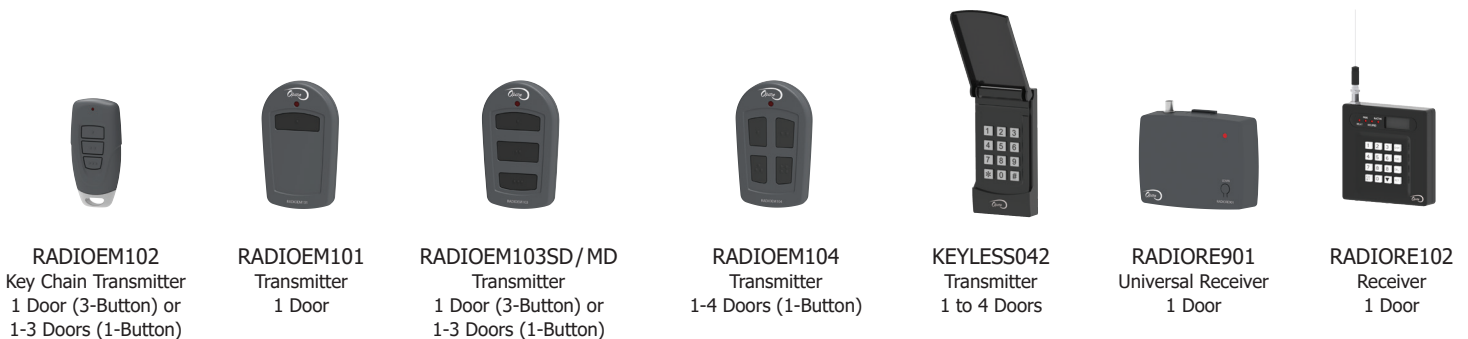 1 2 3
4 5 6
7 8 9
* 0 #
RADIOEM102
Key Chain Transmitter
1 Door (3-Button) or
1-3 Doors (1-Button)
RADIOEM101
Transmitter
1 Door
RADIOEM103SD/MD
Transmitter
1 Door (3-Button) or
1-3 Doors (1-Button)
RADIOEM104
Transmitter
1-4 Doors (1-Button)
KEYLESS042
Transmitter
1 to 4 Doors
RADIORE901
Universal Receiver
1 Door
RADIORE102
Receiver
1 Door